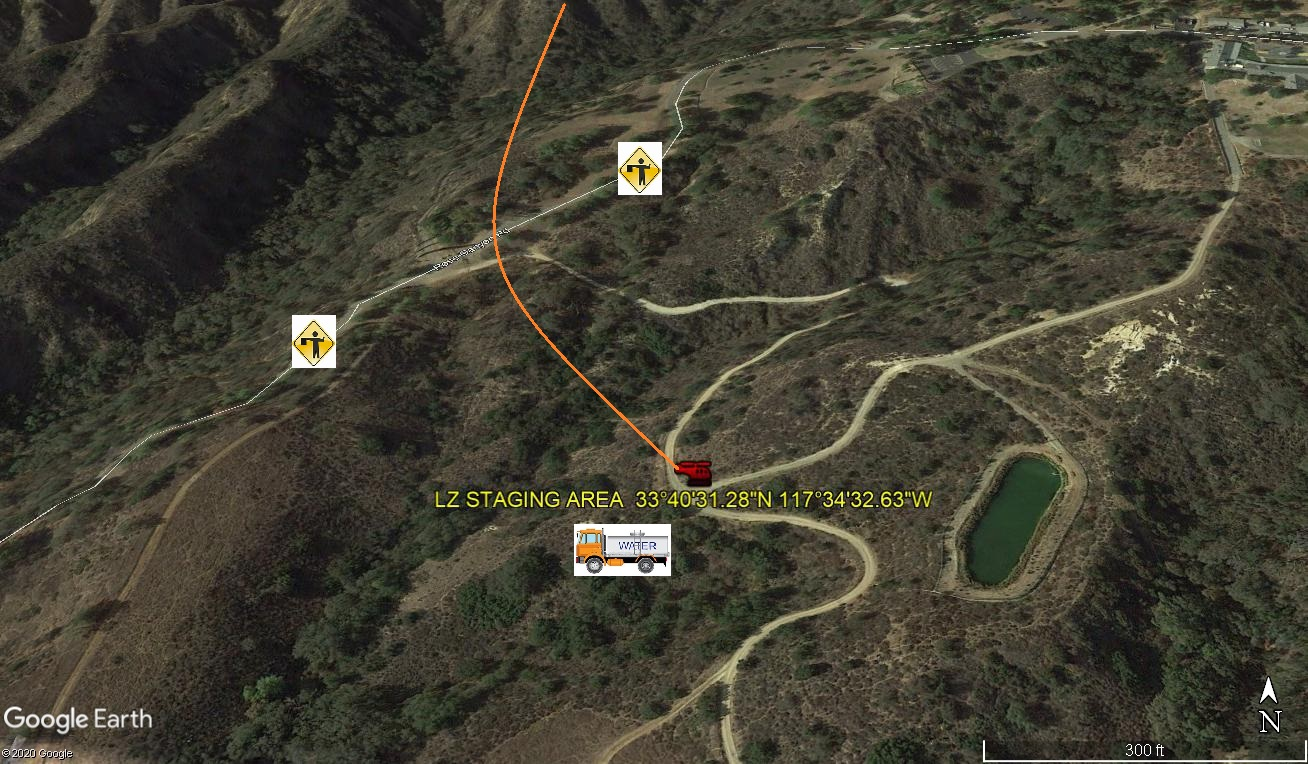 WATER
LZ STAGING AREA 33°40'31.28"N 117°34'32.63"W
Google Earth
© 2020 Google
N
300 ft